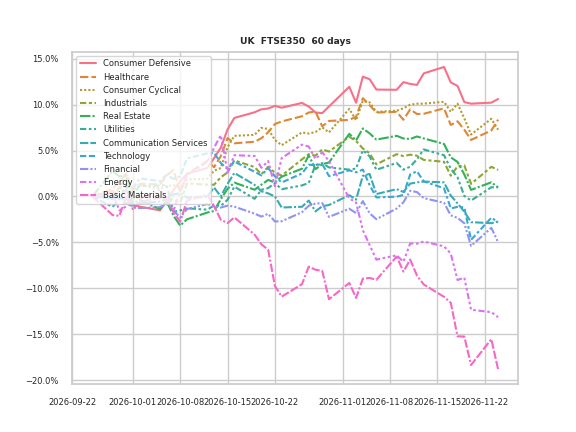 UK  FTSE350  60 days
15.0%
10.0%
5.0%
0.0%
−5.0%
−10.0%
−15.0%
−20.0%
Consumer Defensive
Healthcare
Consumer Cyclical
Industrials
Real Estate
Utilities
Communication Services
Technology
Financial
Energy
Basic Materials
2026-09-22 2026-10-01 2026-10-08 2026-10-15 2026-10-22 2026-11-01 2026-11-08 2026-11-15 2026-11-22